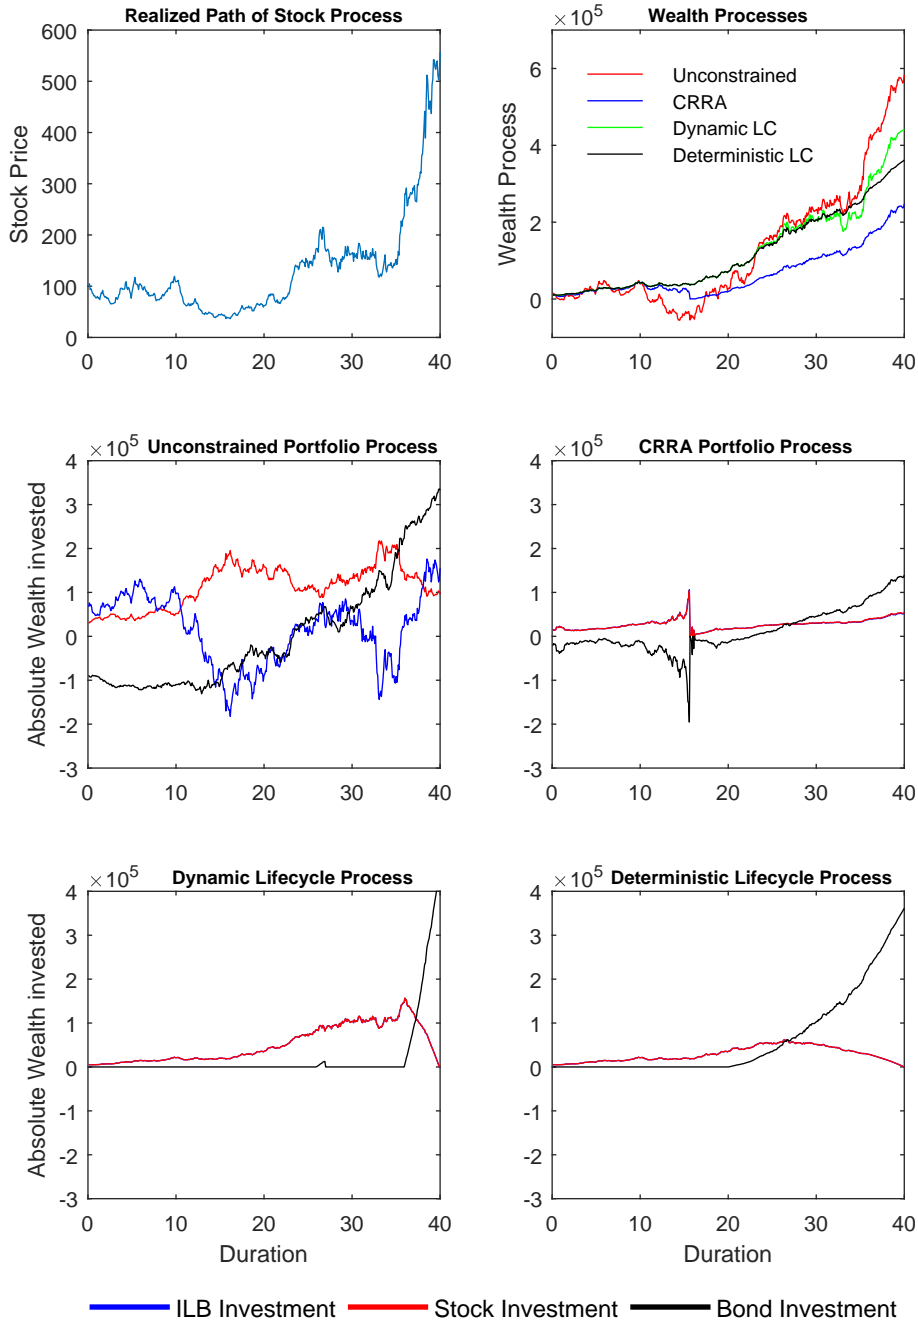 Realized Path of Stock Process
Stock Price
600
500
400
300
200
100
0
0 10 20 30 40
Wealth Processes
×10^5
Wealth Process
6
4
2
0
0 10 20 30 40
Unconstrained
CRRA
Dynamic LC
Deterministic LC
Unconstrained Portfolio Process
×10^5
Absolute Wealth invested
4
3
2
1
0
-1
-2
-3
0 10 20 30 40
CRRA Portfolio Process
×10^5
4
3
2
1
0
-1
-2
-3
0 10 20 30 40
Dynamic Lifecycle Process
×10^5
Absolute Wealth invested
4
3
2
1
0
-1
-2
-3
0 10 20 30 40
Duration
Deterministic Lifecycle Process
×10^5
4
3
2
1
0
-1
-2
-3
0 10 20 30 40
Duration
ILB Investment Stock Investment Bond Investment